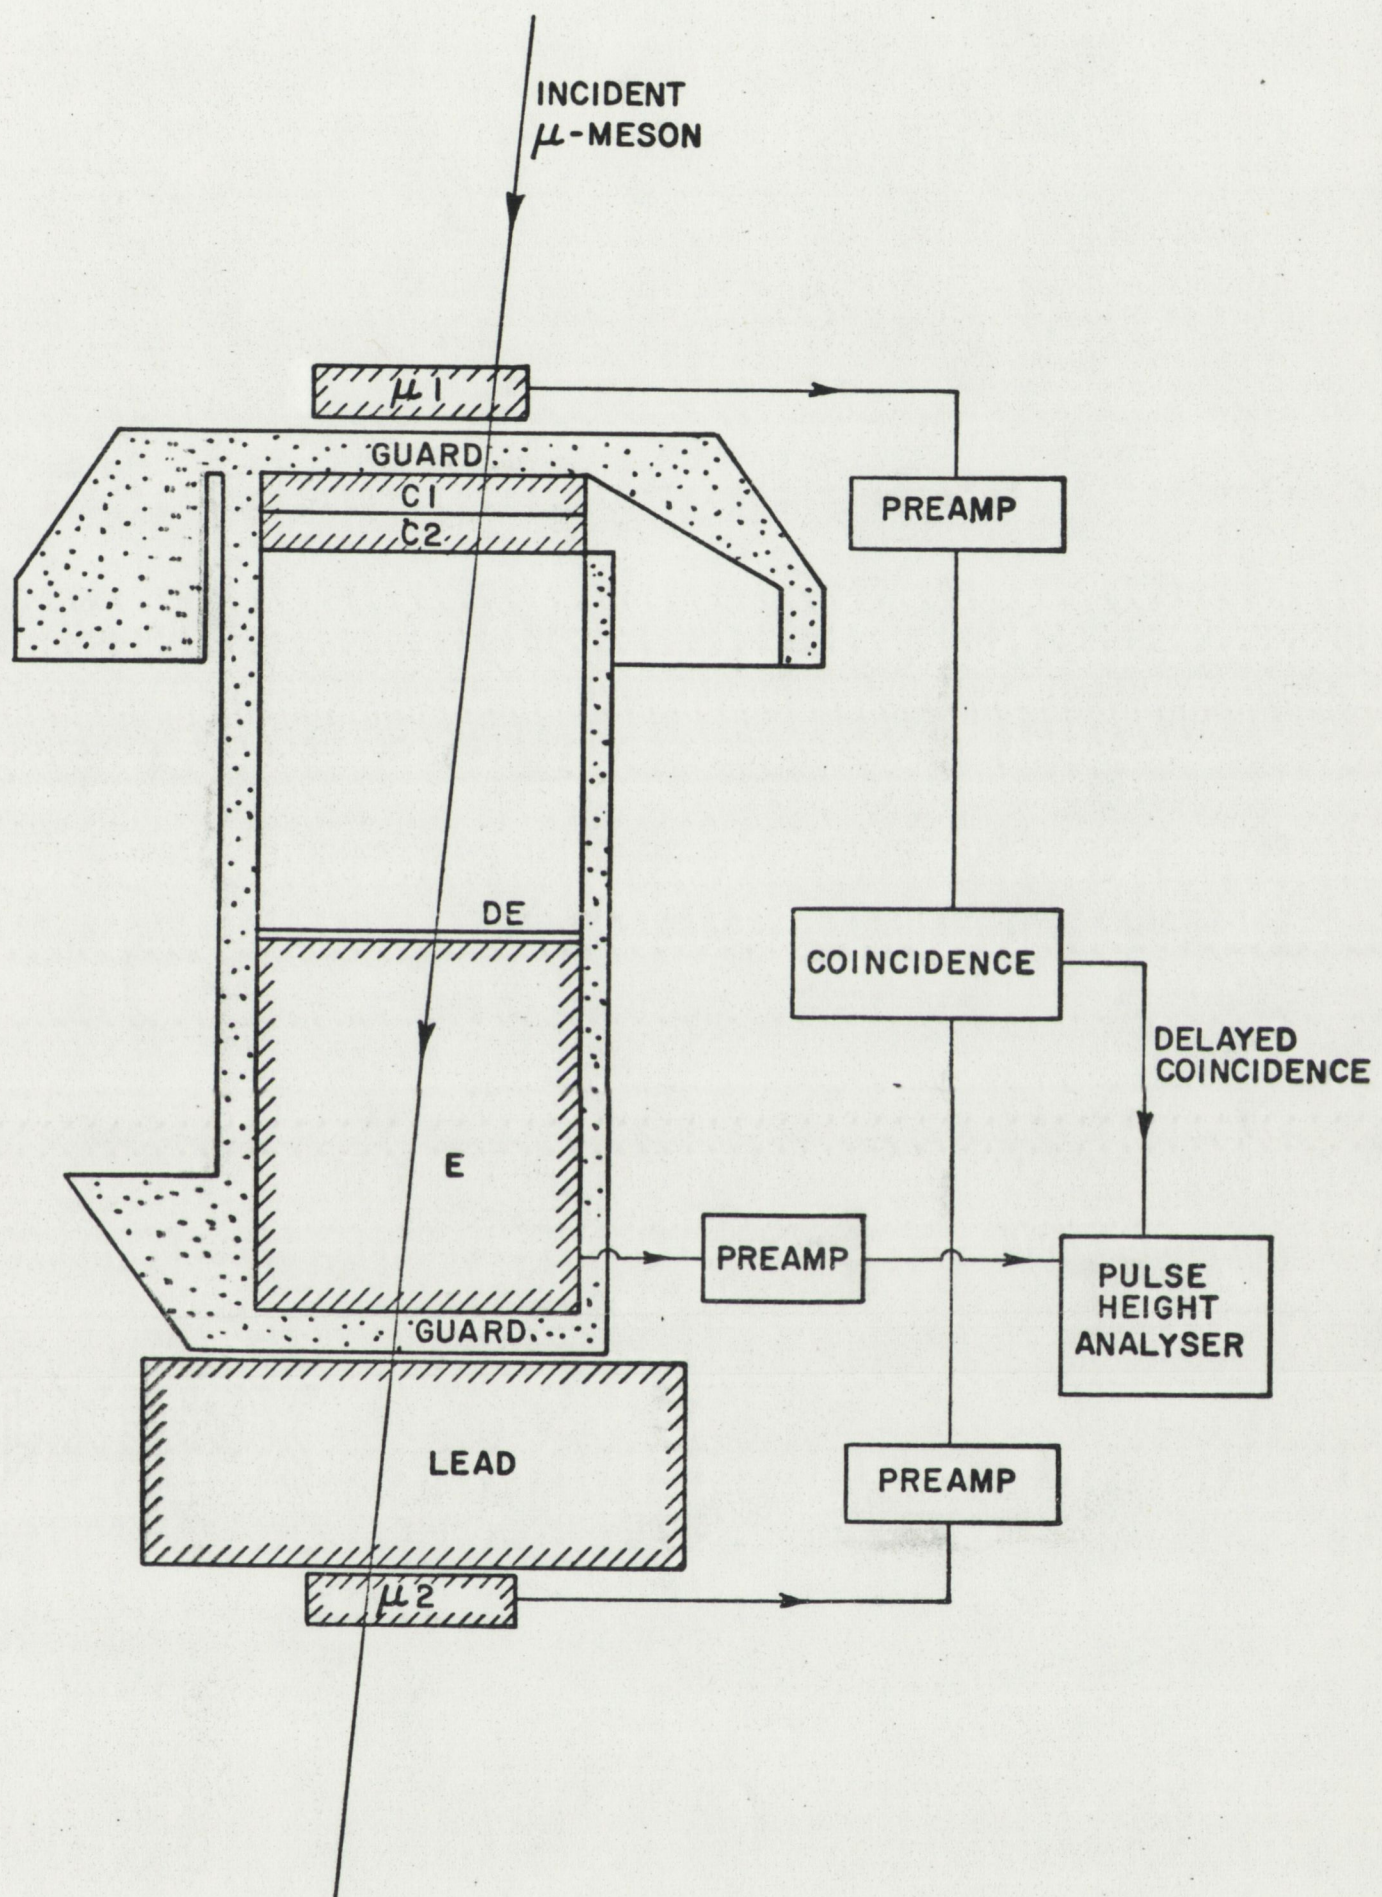 INCIDENT
μ-MESON
μ1
GUARD
C1
C2
PREAMP
DE
COINCIDENCE
DELAYED
COINCIDENCE
E
PREAMP
PULSE
HEIGHT
ANALYSER
GUARD
LEAD
PREAMP
μ2